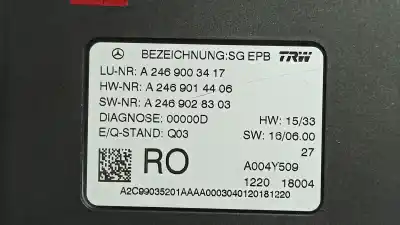 BEZEICHNUNG:SG EPB TRW
LU-NR: A 246 900 34 17
HW-NR: A 246 901 44 06
SW-NR: A 246 902 83 03
DIAGNOSE: 00000D HW: 15/33
E/Q-STAND: Q03 SW: 16/06.00
27
RO A004Y509
1220 18004
A2C99035201AAAA0003040120181220